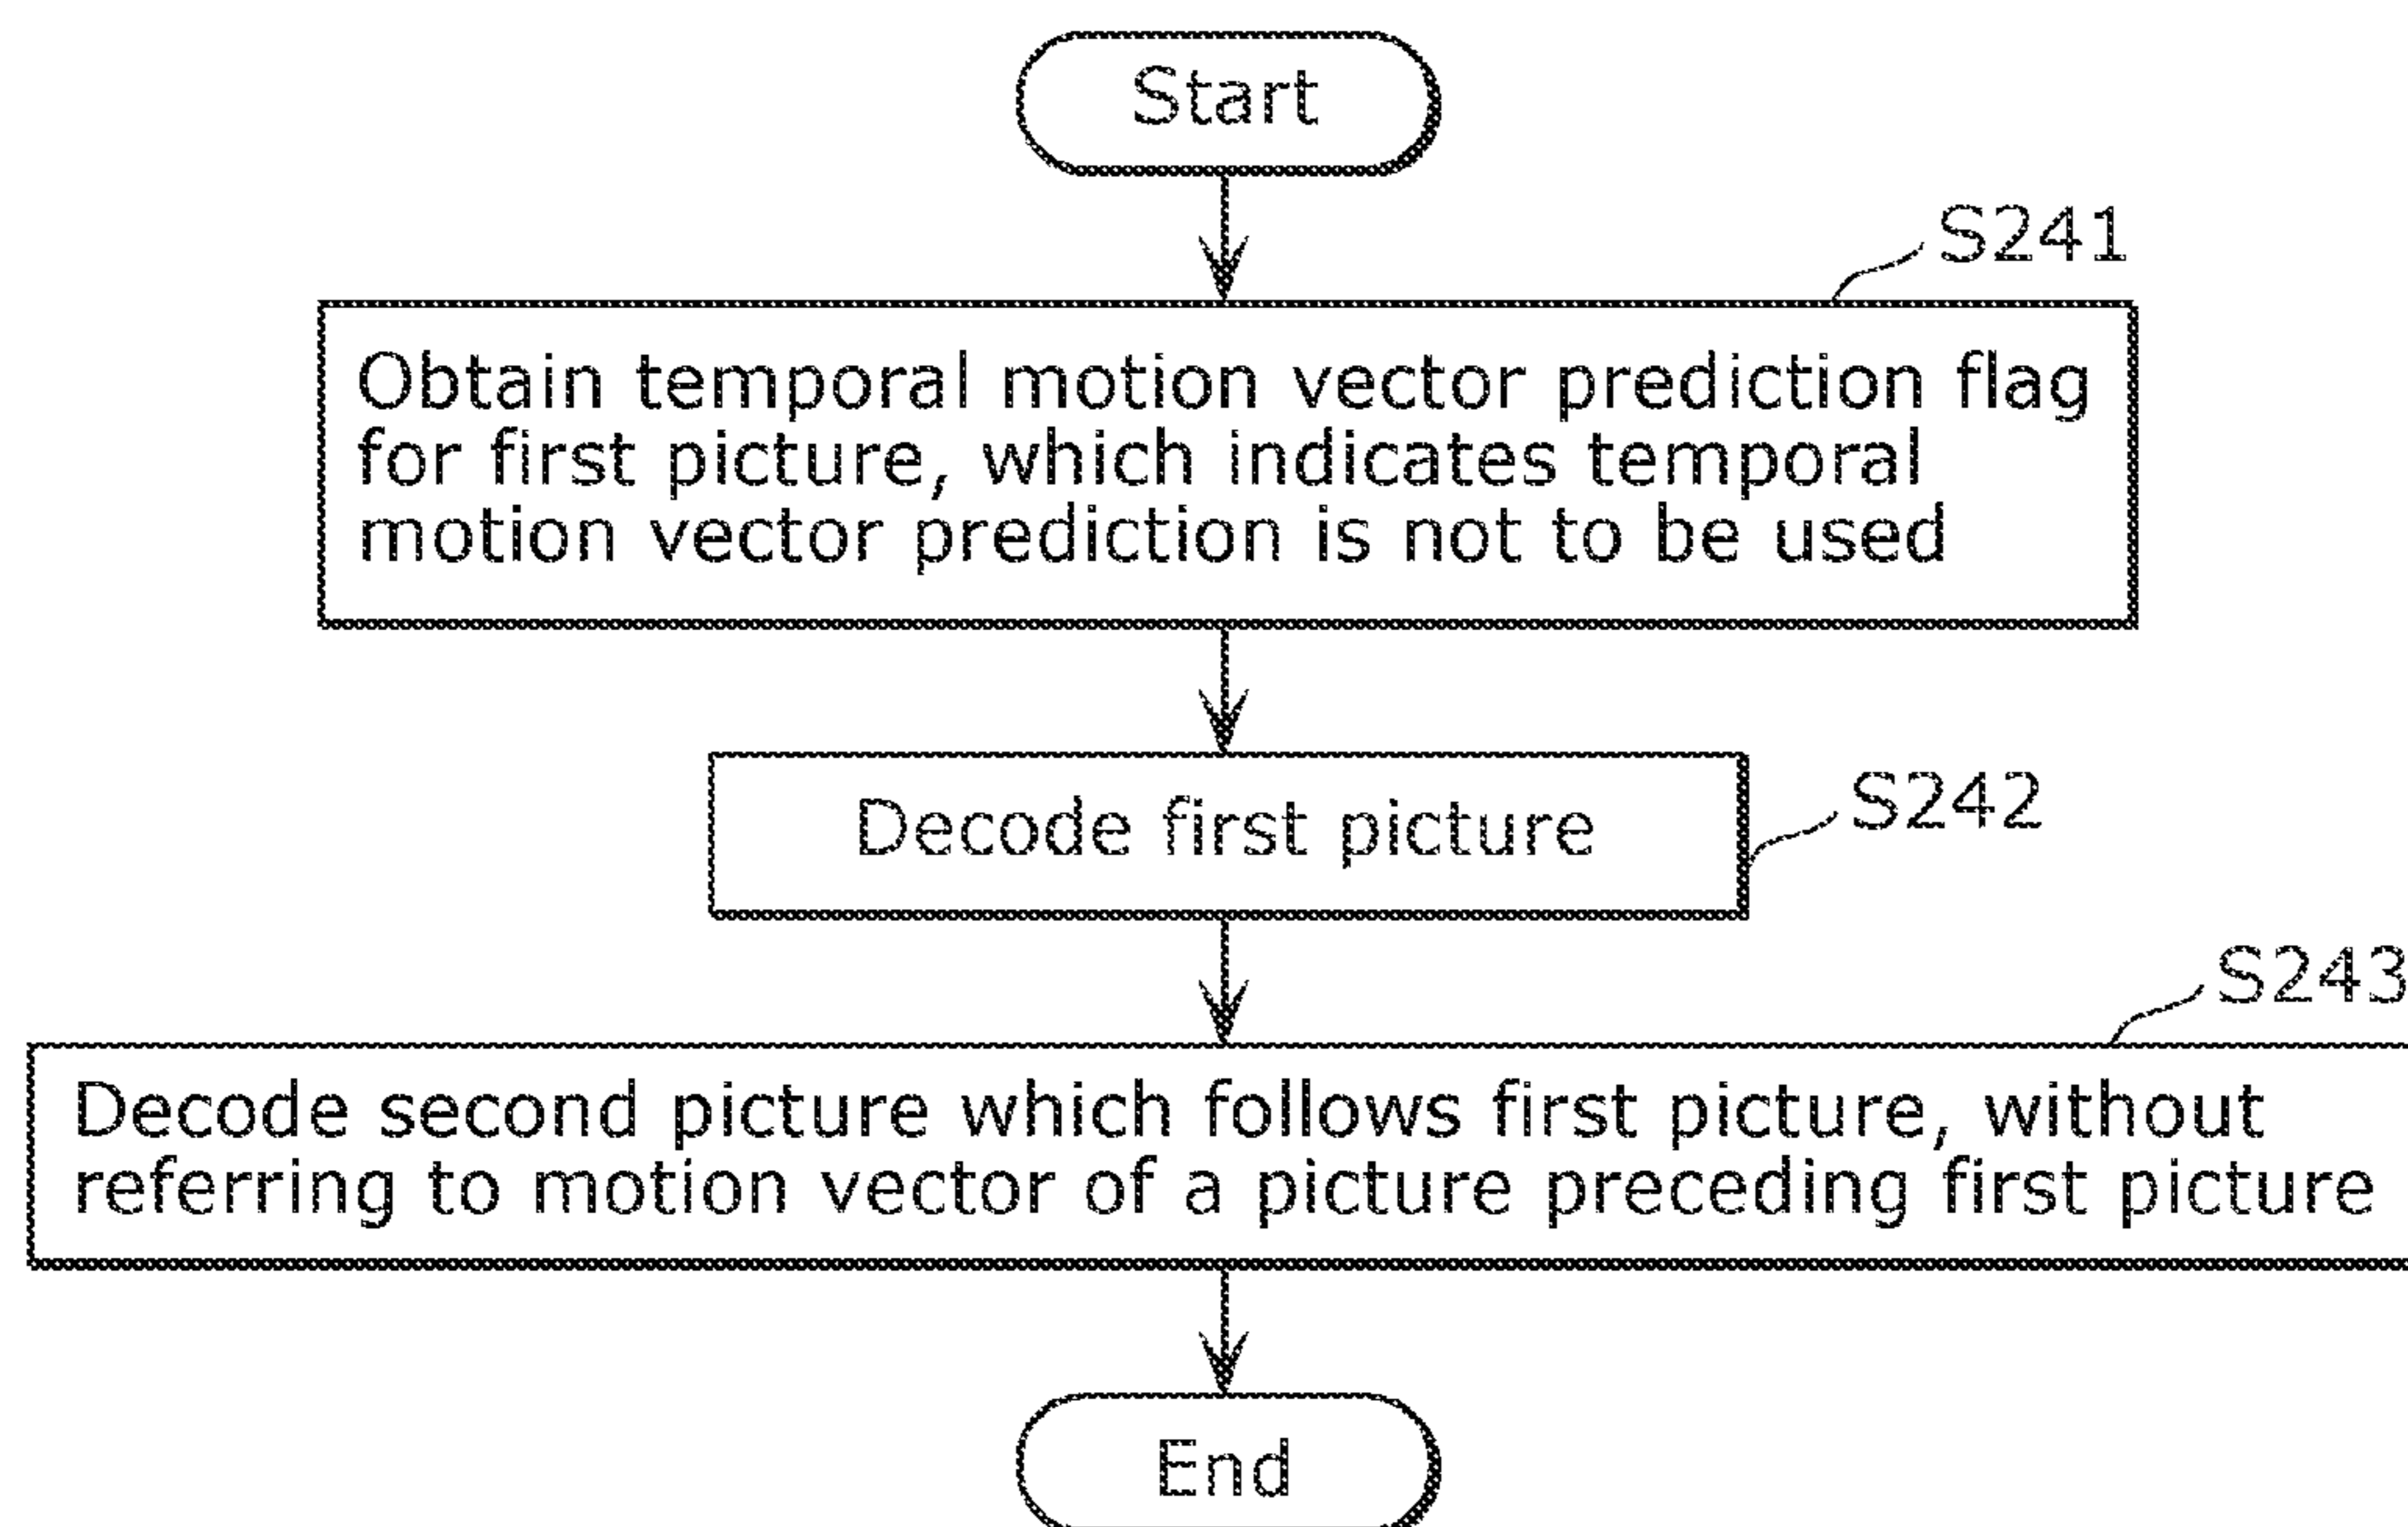 Start
S241
Obtain temporal motion vector prediction flag
for first picture, which indicates temporal
motion vector prediction is not to be used
Decode first picture
S242
S243
Decode second picture which follows first picture, without
referring to motion vector of a picture preceding first picture
End